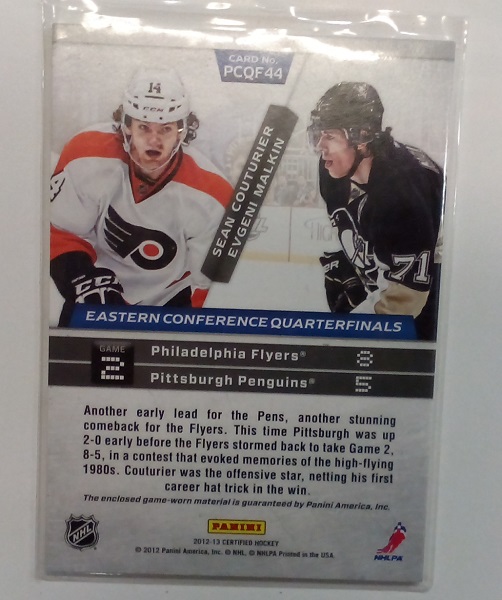 CARD No.
PCQF44
14
14
CCM
CCM
SEAN COUTURIER
EVGENI MALKIN
71
EASTERN CONFERENCE QUARTERFINALS
GAME
2
Philadelphia Flyers® 8
Pittsburgh Penguins® 5
Another early lead for the Pens, another stunning
comeback for the Flyers. This time Pittsburgh was up
2-0 early before the Flyers stormed back to take Game 2,
8-5, in a contest that evoked memories of the high-flying
1980s. Couturier was the offensive star, netting his first
career hat trick in the win.
The enclosed game-worn material is guaranteed by Panini America, Inc.
NHL
PANINI
2012-13 CERTIFIED HOCKEY
© 2012 Panini America, Inc. © NHL. © NHLPA Printed in the USA.
NHLPA